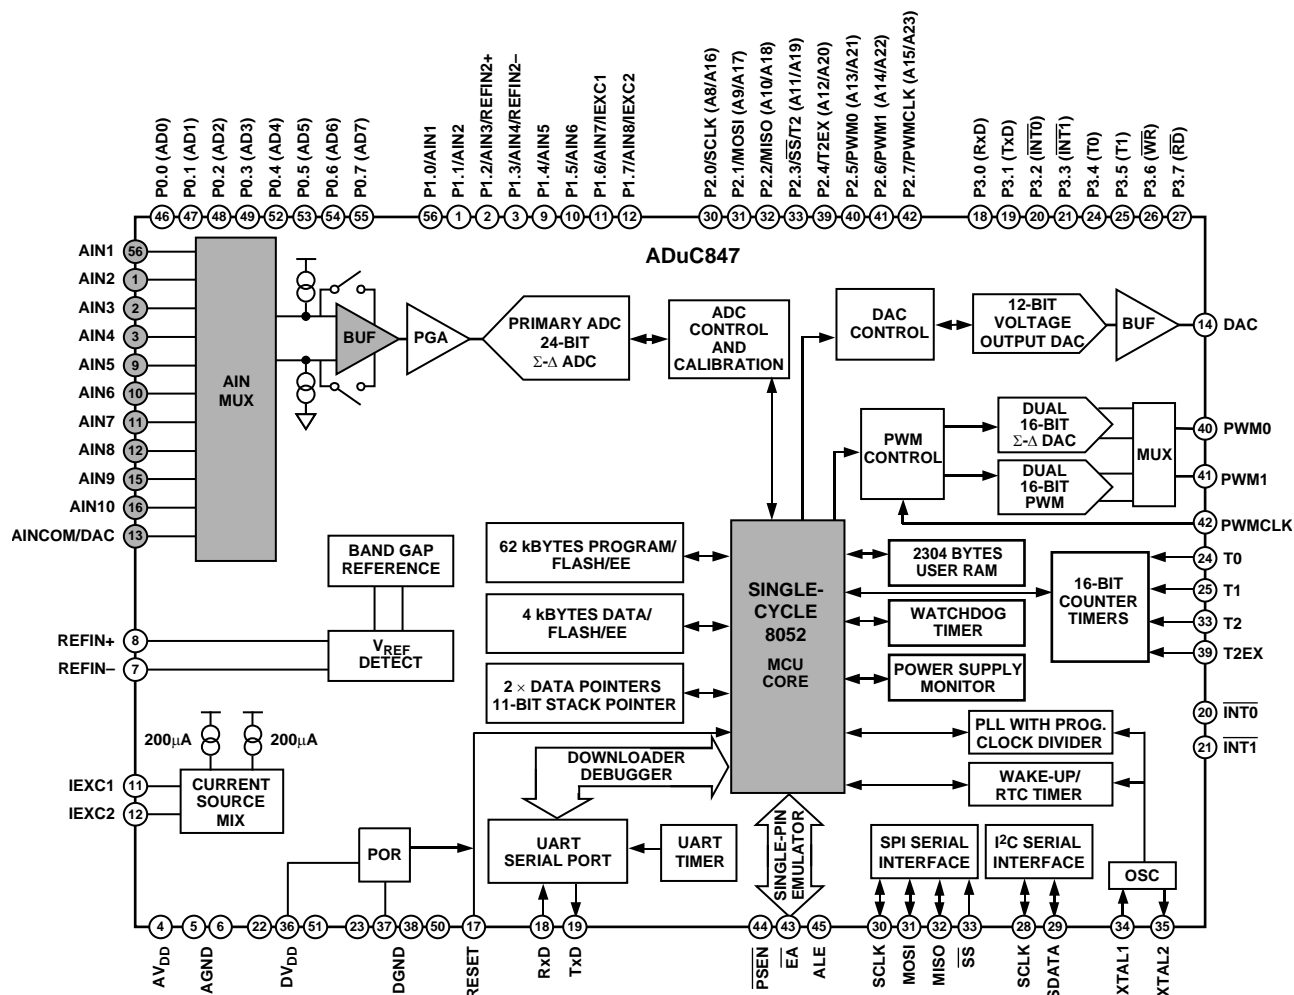 P0.0 (AD0)
P0.1 (AD1)
P0.2 (AD2)
P0.3 (AD3)
P0.4 (AD4)
P0.5 (AD5)
P0.6 (AD6)
P0.7 (AD7)
P1.0/AIN1
P1.1/AIN2
P1.2/AIN3/REFIN2+
P1.3/AIN4/REFIN2–
P1.4/AIN5
P1.5/AIN6
P1.6/AIN7/IEXC1
P1.7/AIN8/IEXC2
P2.0/SCLK (A8/A16)
P2.1/MOSI (A9/A17)
P2.2/MISO (A10/A18)
P2.3/SS/T2 (A11/A19)
P2.4/T2EX (A12/A20)
P2.5/PWM0 (A13/A21)
P2.6/PWM1 (A14/A22)
P2.7/PWMCLK (A15/A23)
P3.0 (RxD)
P3.1 (TxD)
P3.2 (INT0)
P3.3 (INT1)
P3.4 (T0)
P3.5 (T1)
P3.6 (WR)
P3.7 (RD)
46 47 48 49 52 53 54 55
56 1 2 3 9 10 11 12
30 31 32 33 39 40 41 42
18 19 20 21 24 25 26 27
ADuC847
AIN1 56
AIN2 1
AIN3 2
AIN4 3
AIN5 9
AIN6 10
AIN7 11
AIN8 12
AIN9 15
AIN10 16
AINCOM/DAC 13
AIN
MUX
BUF
PGA
PRIMARY ADC
24-BIT
Σ-Δ ADC
ADC
CONTROL
AND
CALIBRATION
DAC
CONTROL
12-BIT
VOLTAGE
OUTPUT DAC
BUF
14 DAC
PWM
CONTROL
DUAL
16-BIT
Σ-Δ DAC
DUAL
16-BIT
PWM
MUX
40 PWM0
41 PWM1
42 PWMCLK
BAND GAP
REFERENCE
VREF
DETECT
REFIN+ 8
REFIN– 7
62 kBYTES PROGRAM/
FLASH/EE
4 kBYTES DATA/
FLASH/EE
2 × DATA POINTERS
11-BIT STACK POINTER
SINGLE-
CYCLE
8052
MCU
CORE
2304 BYTES
USER RAM
WATCHDOG
TIMER
POWER SUPPLY
MONITOR
16-BIT
COUNTER
TIMERS
24 T0
25 T1
33 T2
39 T2EX
20 INT0
21 INT1
PLL WITH PROG.
CLOCK DIVIDER
WAKE-UP/
RTC TIMER
200μA
200μA
IEXC1 11
IEXC2 12
CURRENT
SOURCE
MIX
DOWNLOADER
DEBUGGER
POR
UART
SERIAL PORT
UART
TIMER
SINGLE-PIN
EMULATOR
SPI SERIAL
INTERFACE
I2C SERIAL
INTERFACE
OSC
4 5 6 22 36 51 23 37 38 50 17 18 19 44 43 45 30 31 32 33 28 29 34 35
AVDD
AGND
DVDD
DGND
RESET
RxD
TxD
PSEN
EA
ALE
SCLK
MOSI
MISO
SS
SCLK
SDATA
XTAL1
XTAL2